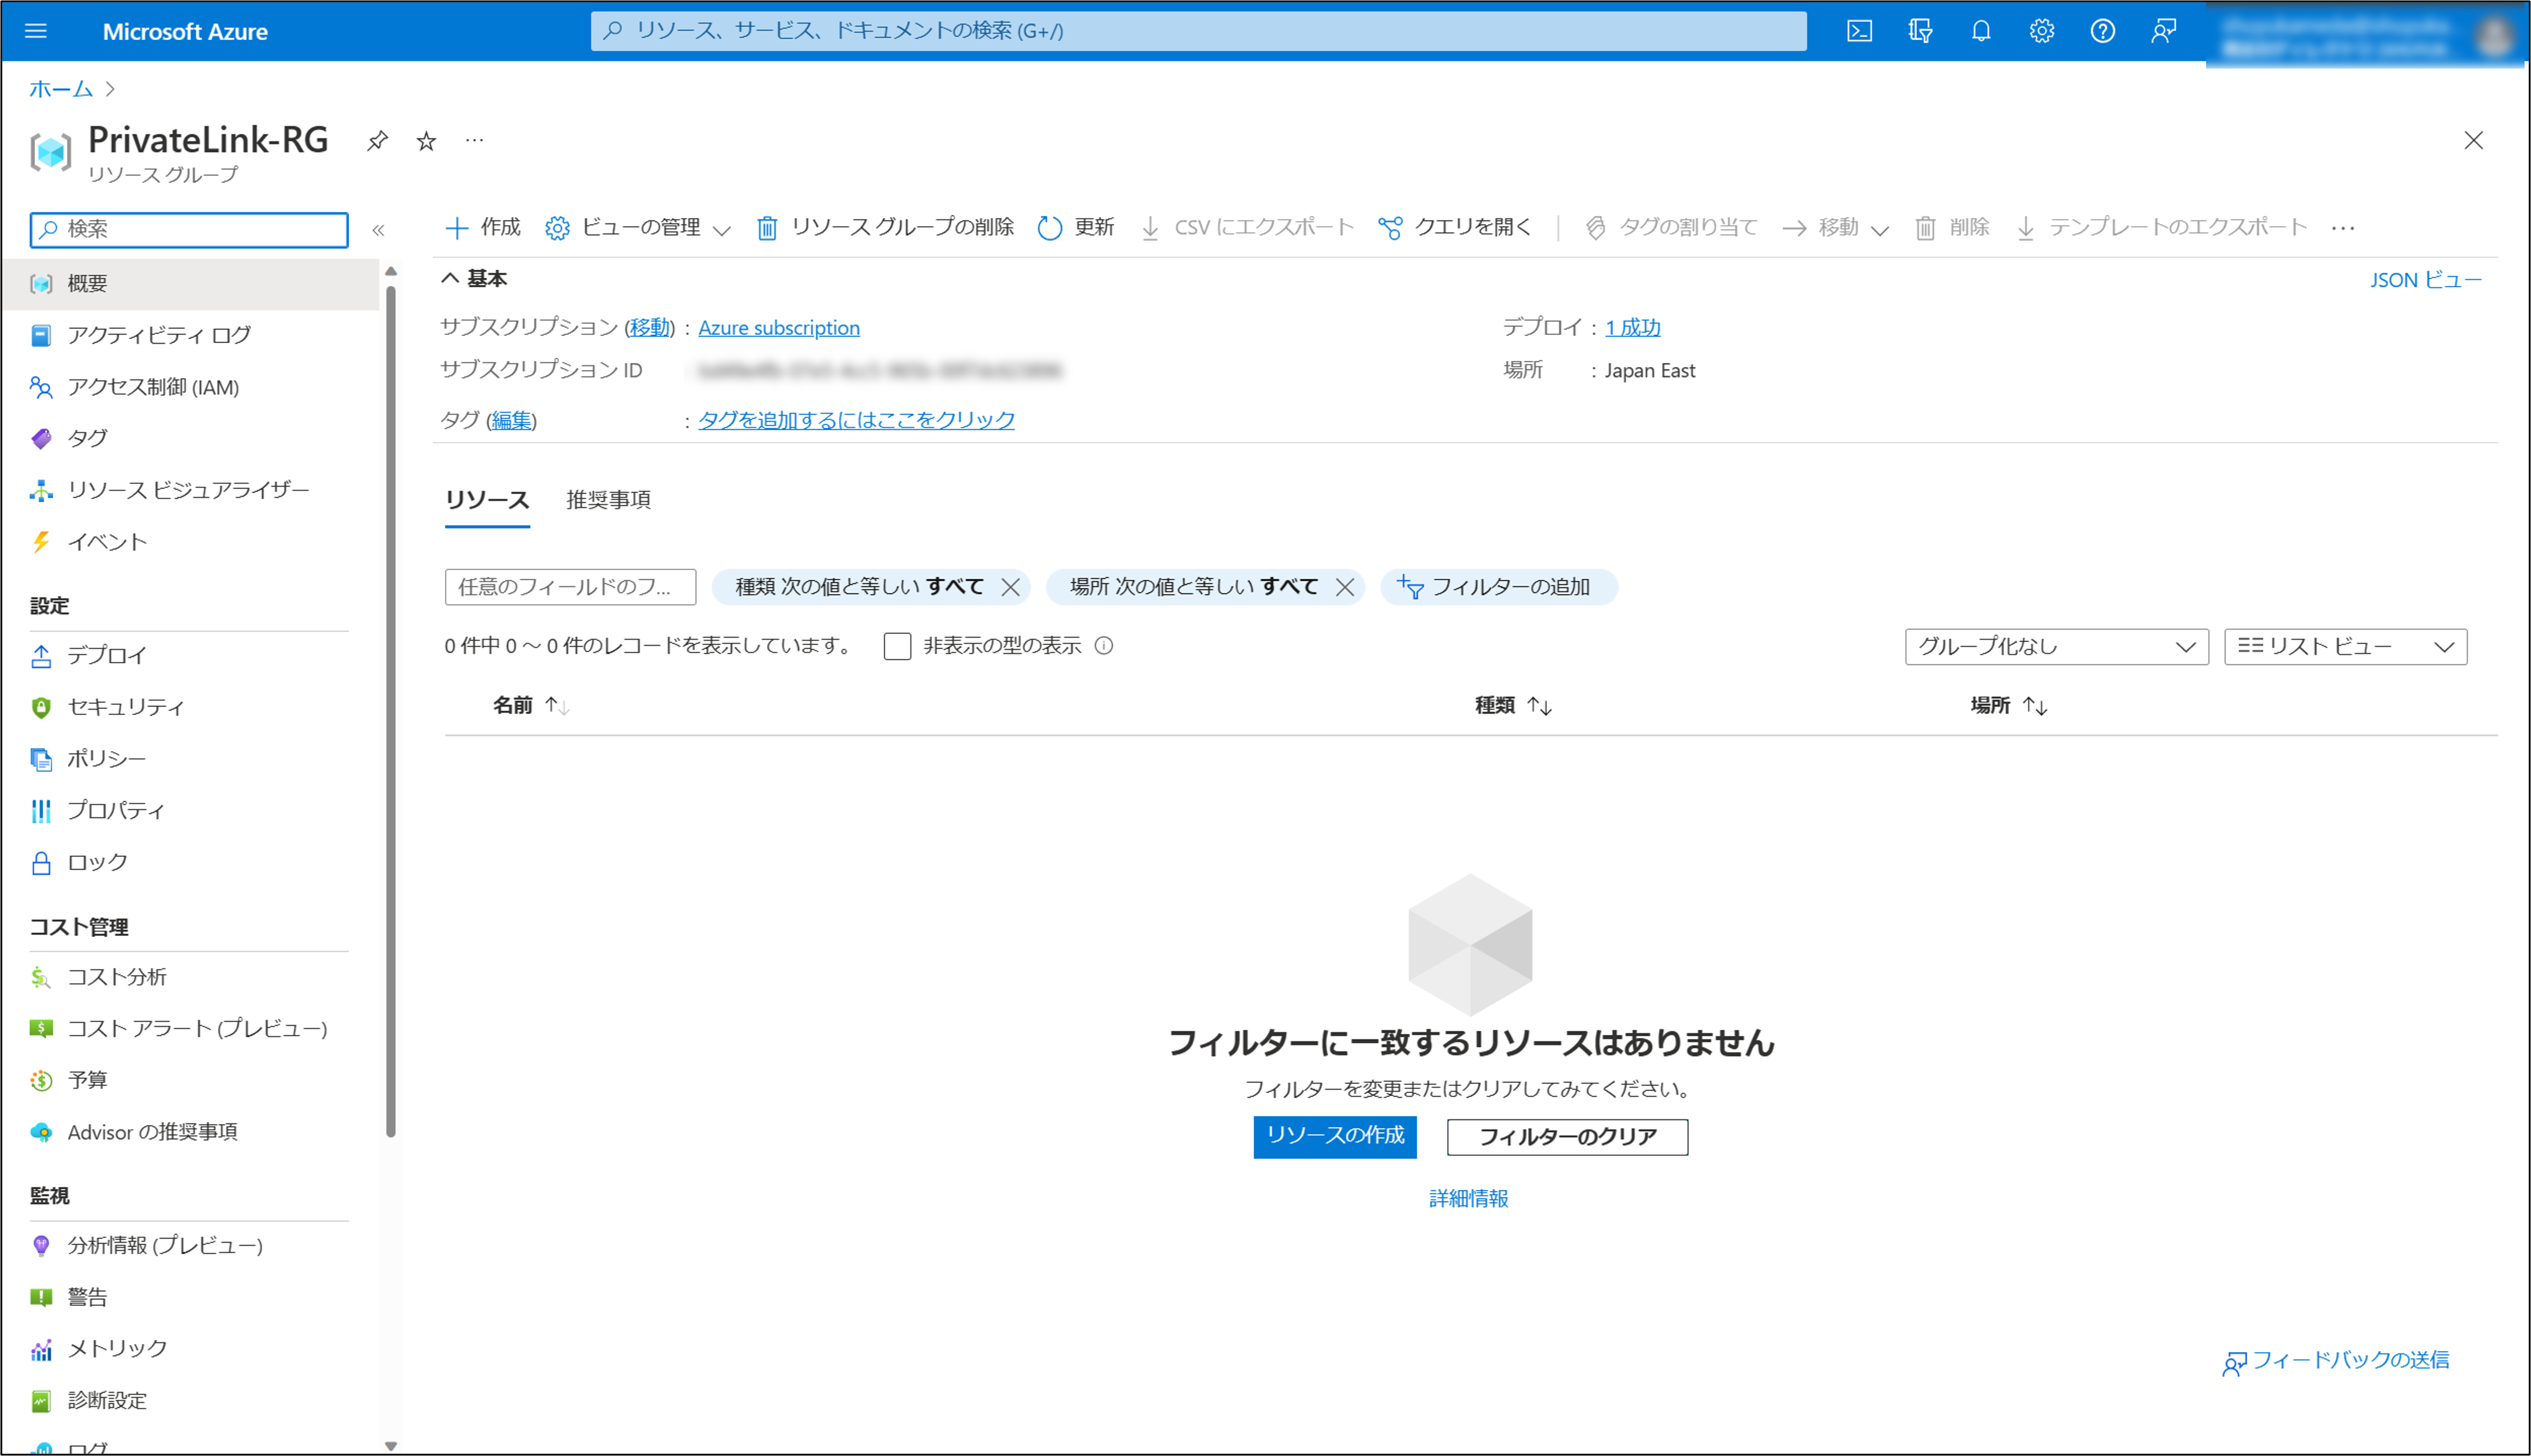 Microsoft Azure
リソース、サービス、ドキュメントの検索 (G+/)
ホーム
PrivateLink-RG
リソース グループ
検索
作成 ビューの管理 リソース グループの削除 更新 CSV にエクスポート クエリを開く タグの割り当て 移動 削除 テンプレートのエクスポート
概要
アクティビティ ログ
アクセス制御 (IAM)
タグ
リソース ビジュアライザー
イベント
設定
デプロイ
セキュリティ
ポリシー
プロパティ
ロック
コスト管理
コスト分析
コスト アラート (プレビュー)
予算
Advisor の推奨事項
監視
分析情報 (プレビュー)
警告
メトリック
診断設定
ログ
基本
JSON ビュー
サブスクリプション (移動) : Azure subscription
デプロイ : 1 成功
サブスクリプション ID
場所 : Japan East
タグ (編集) : タグを追加するにはここをクリック
リソース 推奨事項
任意のフィールドのフ... 種類 次の値と等しい すべて 場所 次の値と等しい すべて フィルターの追加
0 件中 0 ～ 0 件のレコードを表示しています。 非表示の型の表示 グループ化なし リスト ビュー
名前 ↑↓ 種類 ↑↓ 場所 ↑↓
フィルターに一致するリソースはありません
フィルターを変更またはクリアしてみてください。
リソースの作成 フィルターのクリア
詳細情報
フィードバックの送信